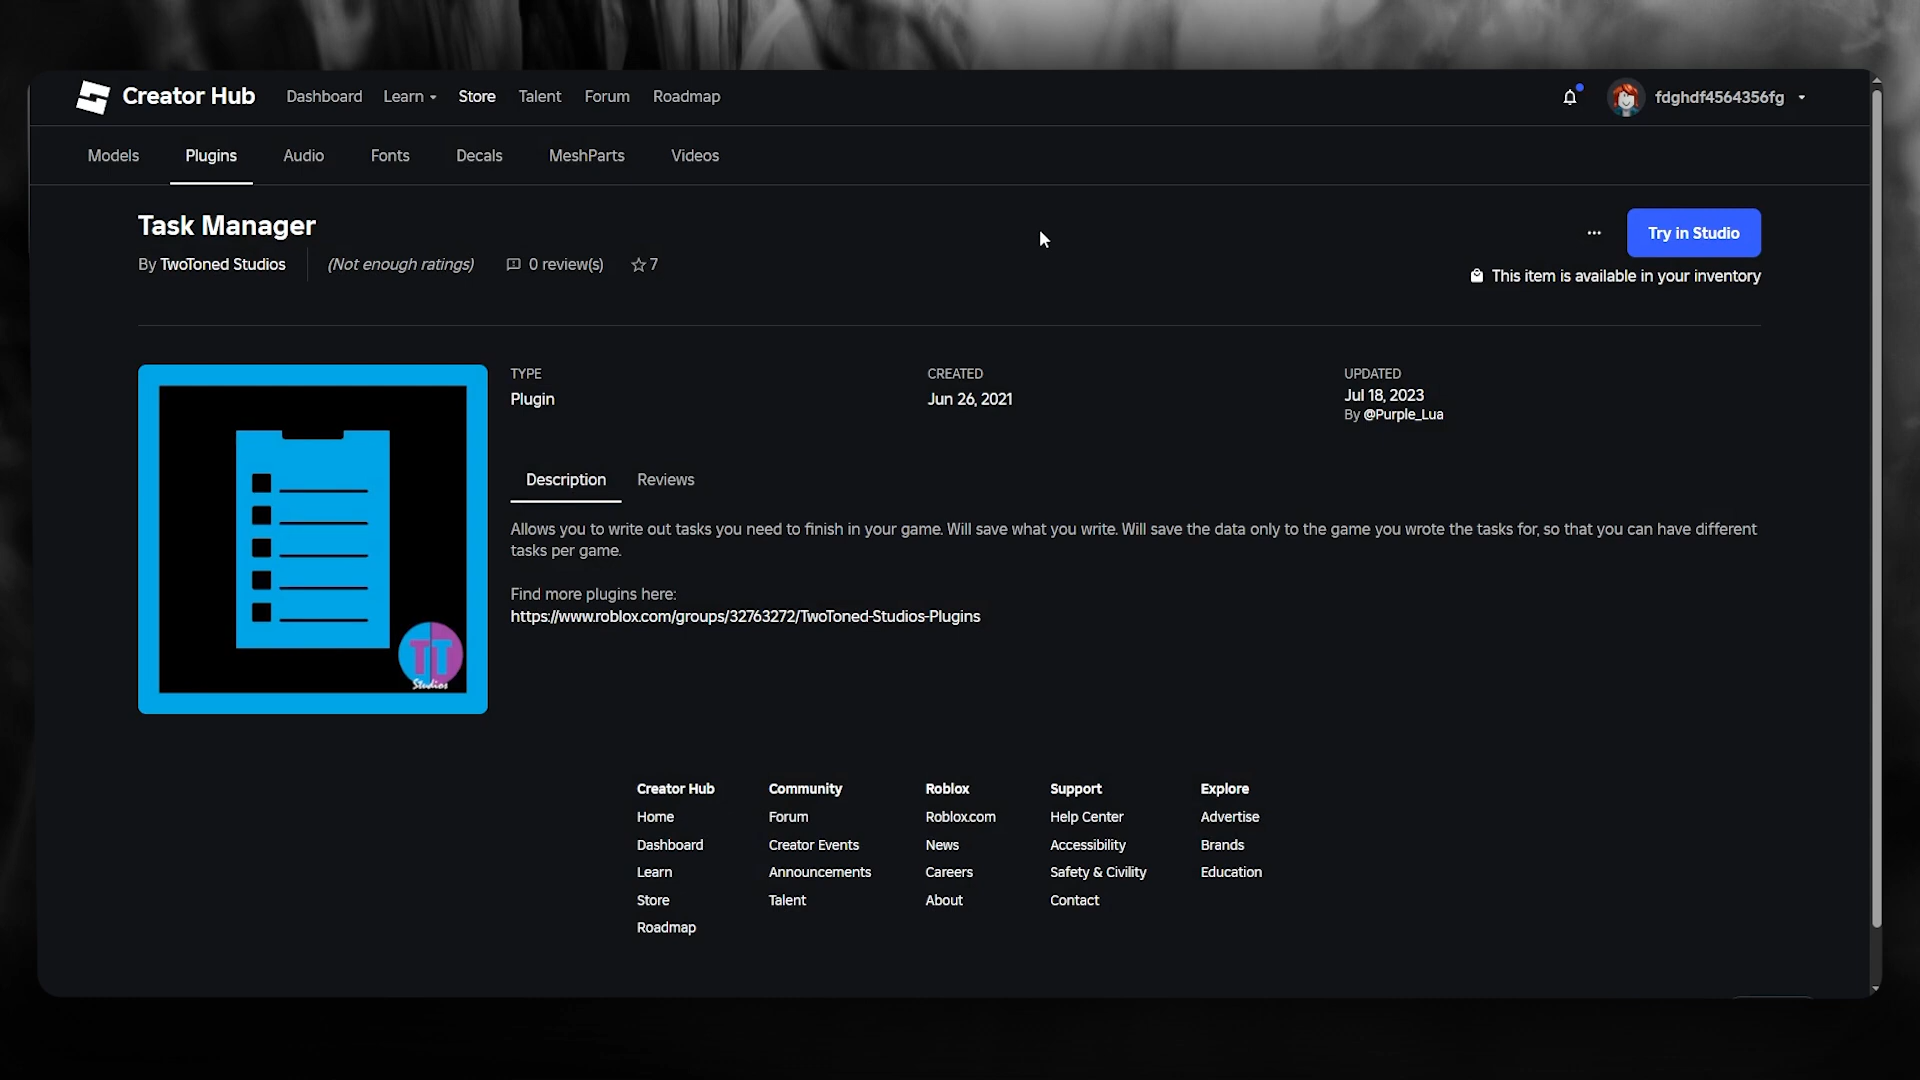 Creator Hub Dashboard Learn Store Talent Forum Roadmap fdghdf4564356fg
Models Plugins Audio Fonts Decals MeshParts Videos
Task Manager
Try in Studio
By TwoToned Studios (Not enough ratings) 0 review(s) 7
This item is available in your inventory
TYPE
Plugin
CREATED
Jun 26, 2021
UPDATED
Jul 18, 2023
By @Purple_Lua
Description Reviews
Allows you to write out tasks you need to finish in your game. Will save what you write. Will save the data only to the game you wrote the tasks for, so that you can have different
tasks per game.
Find more plugins here:
https://www.roblox.com/groups/32763272/TwoToned-Studios-Plugins
TT
Studios
Creator Hub
Home
Dashboard
Learn
Store
Roadmap
Community
Forum
Creator Events
Announcements
Talent
Roblox
Roblox.com
News
Careers
About
Support
Help Center
Accessibility
Safety & Civility
Contact
Explore
Advertise
Brands
Education